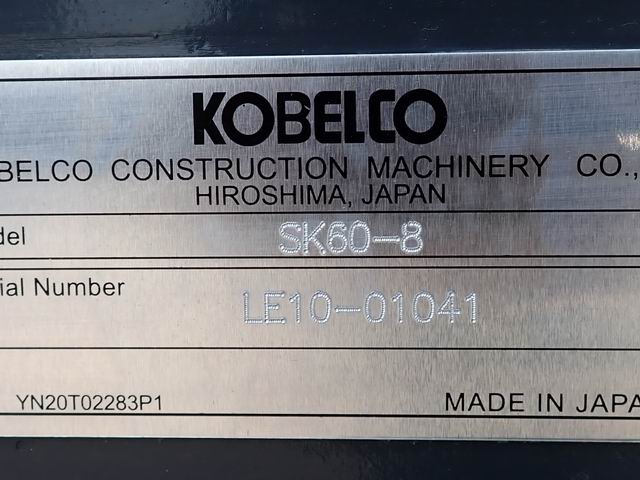 KOBELCO
BELCO CONSTRUCTION MACHINERY CO.,
HIROSHIMA, JAPAN
del SK60-8
ial Number LE10-01041
YN20T02283P1 MADE IN JAPA